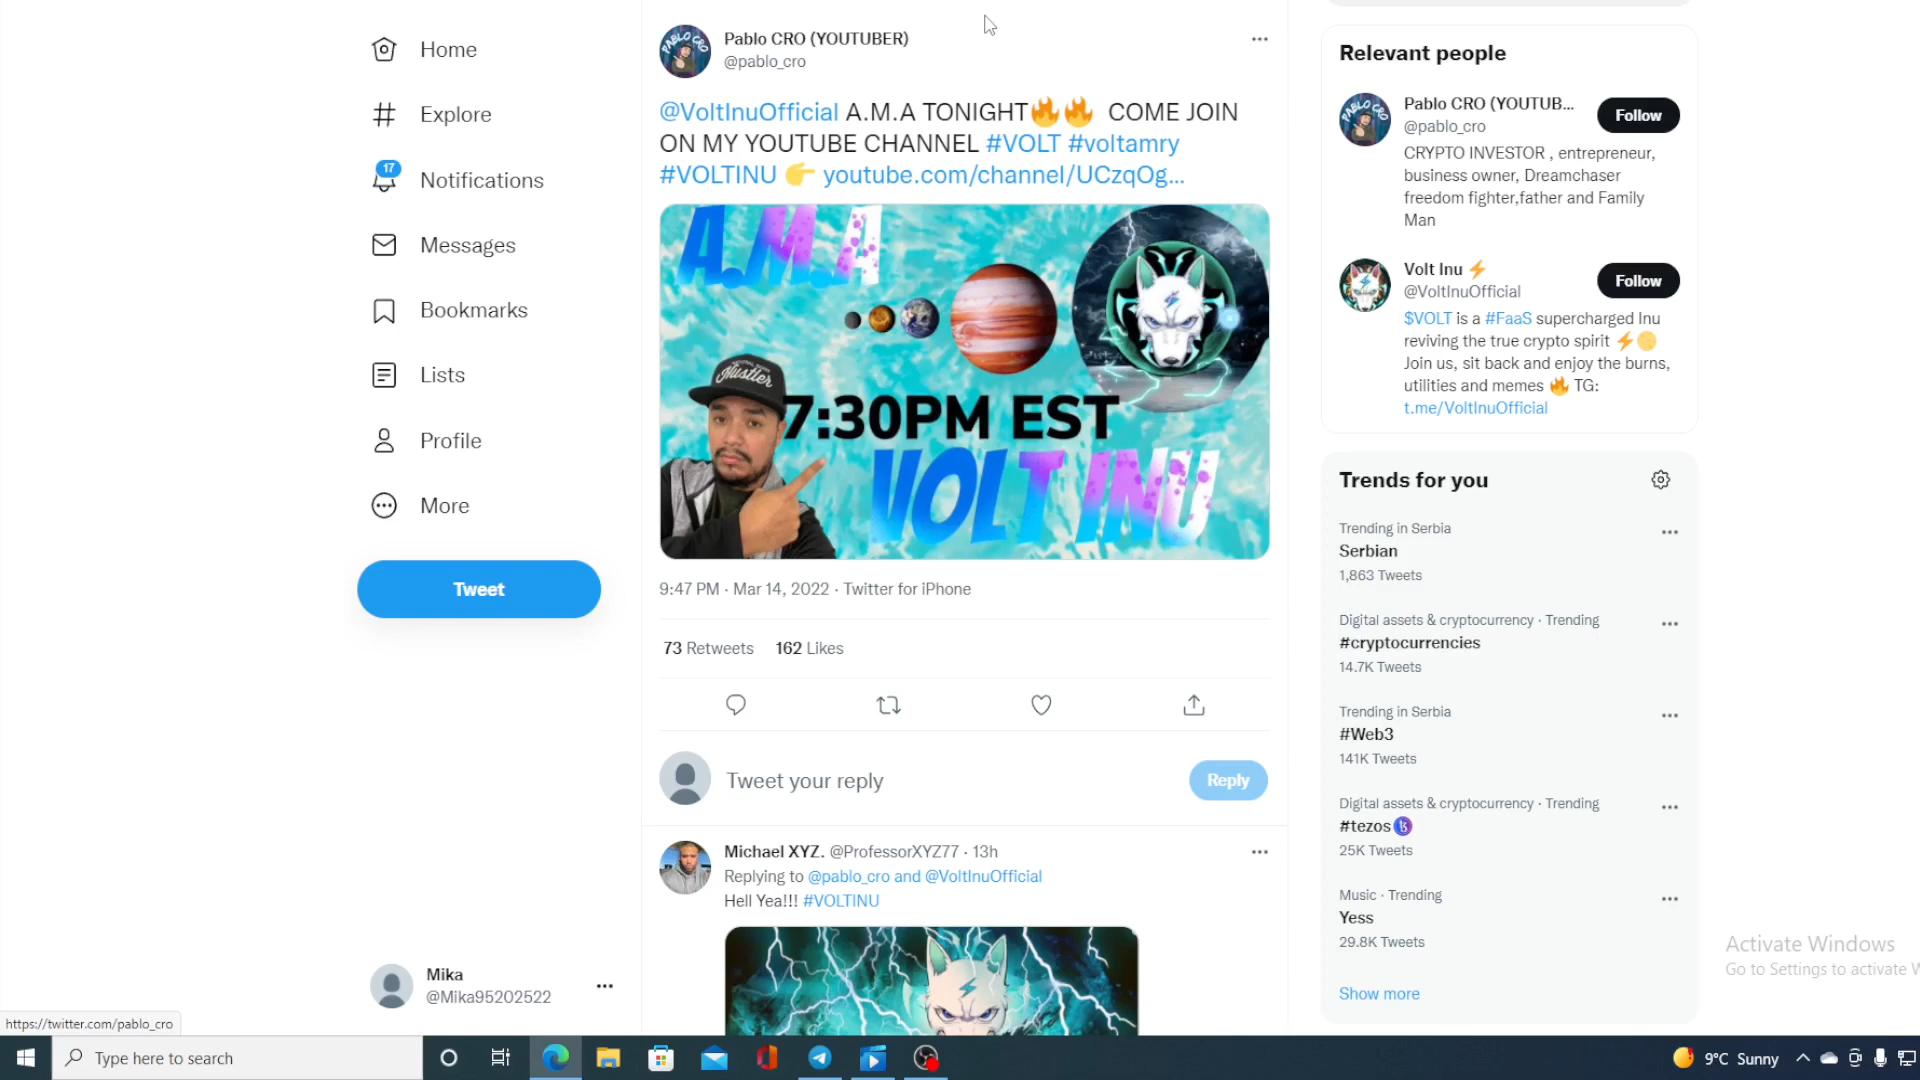 Home
Explore
17
Notifications
Messages
Bookmarks
Lists
Profile
More
Tweet
Mika
@Mika95202522
https://twitter.com/pablo_cro
Pablo CRO (YOUTUBER)
@pablo_cro
@VoltInuOfficial A.M.A TONIGHT🔥🔥 COME JOIN
ON MY YOUTUBE CHANNEL #VOLT #voltamry
#VOLTINU 👉 youtube.com/channel/UCzqOg...
PABLO CRO
A.M.A
Hustler
7:30PM EST
VOLT INU
9:47 PM · Mar 14, 2022 · Twitter for iPhone
73 Retweets 162 Likes
Tweet your reply
Reply
Michael XYZ. @ProfessorXYZ77 · 13h
Replying to @pablo_cro and @VoltInuOfficial
Hell Yea!!! #VOLTINU
Relevant people
PABLO CRO
Pablo CRO (YOUTUB...
@pablo_cro
Follow
CRYPTO INVESTOR , entrepreneur,
business owner, Dreamchaser
freedom fighter,father and Family
Man
Volt Inu ⚡
@VoltInuOfficial
Follow
$VOLT is a #FaaS supercharged Inu
reviving the true crypto spirit ⚡🌕
Join us, sit back and enjoy the burns,
utilities and memes 🔥 TG:
t.me/VoltInuOfficial
Trends for you
Trending in Serbia
Serbian
1,863 Tweets
Digital assets & cryptocurrency · Trending
#cryptocurrencies
14.7K Tweets
Trending in Serbia
#Web3
141K Tweets
Digital assets & cryptocurrency · Trending
#tezos
25K Tweets
Music · Trending
Yess
29.8K Tweets
Show more
Activate Windows
Go to Settings to activate W
Type here to search
9°C Sunny